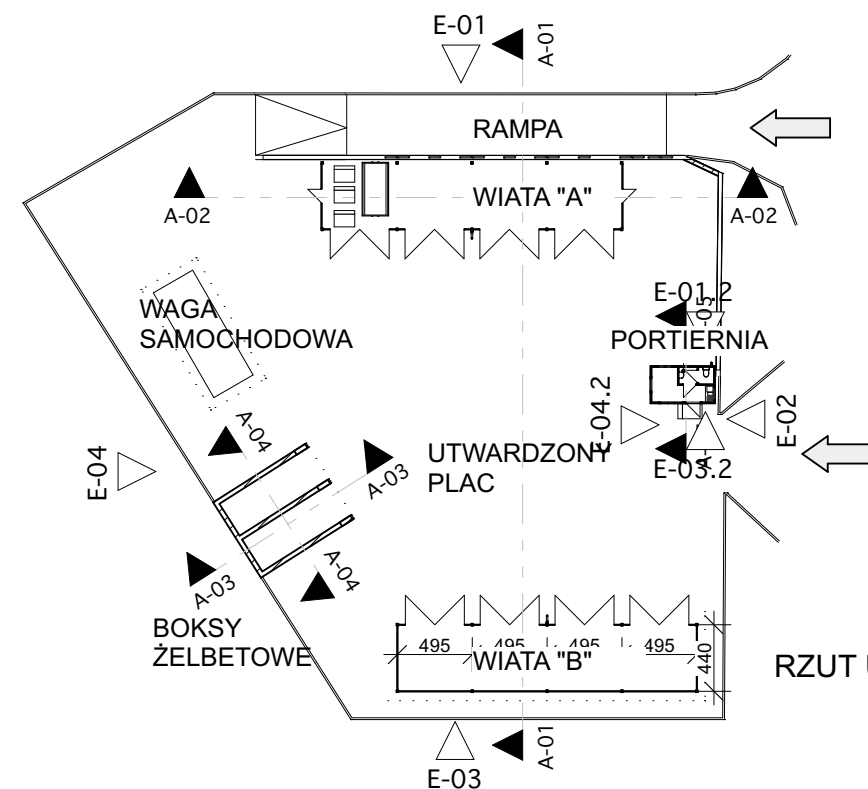 E-01
A-01
RAMPA
WIATA "A"
A-02
A-02
E-01.2
WAGA
SAMOCHODOWA
PORTIERNIA
E-04.2
E-02
A-04
UTWARDZONY
PLAC
E-03.2
E-04
A-03
A-03
A-04
BOKSY
ŻELBETOWE
495
495
495
495
WIATA "B"
440
RZUT
E-03
A-01